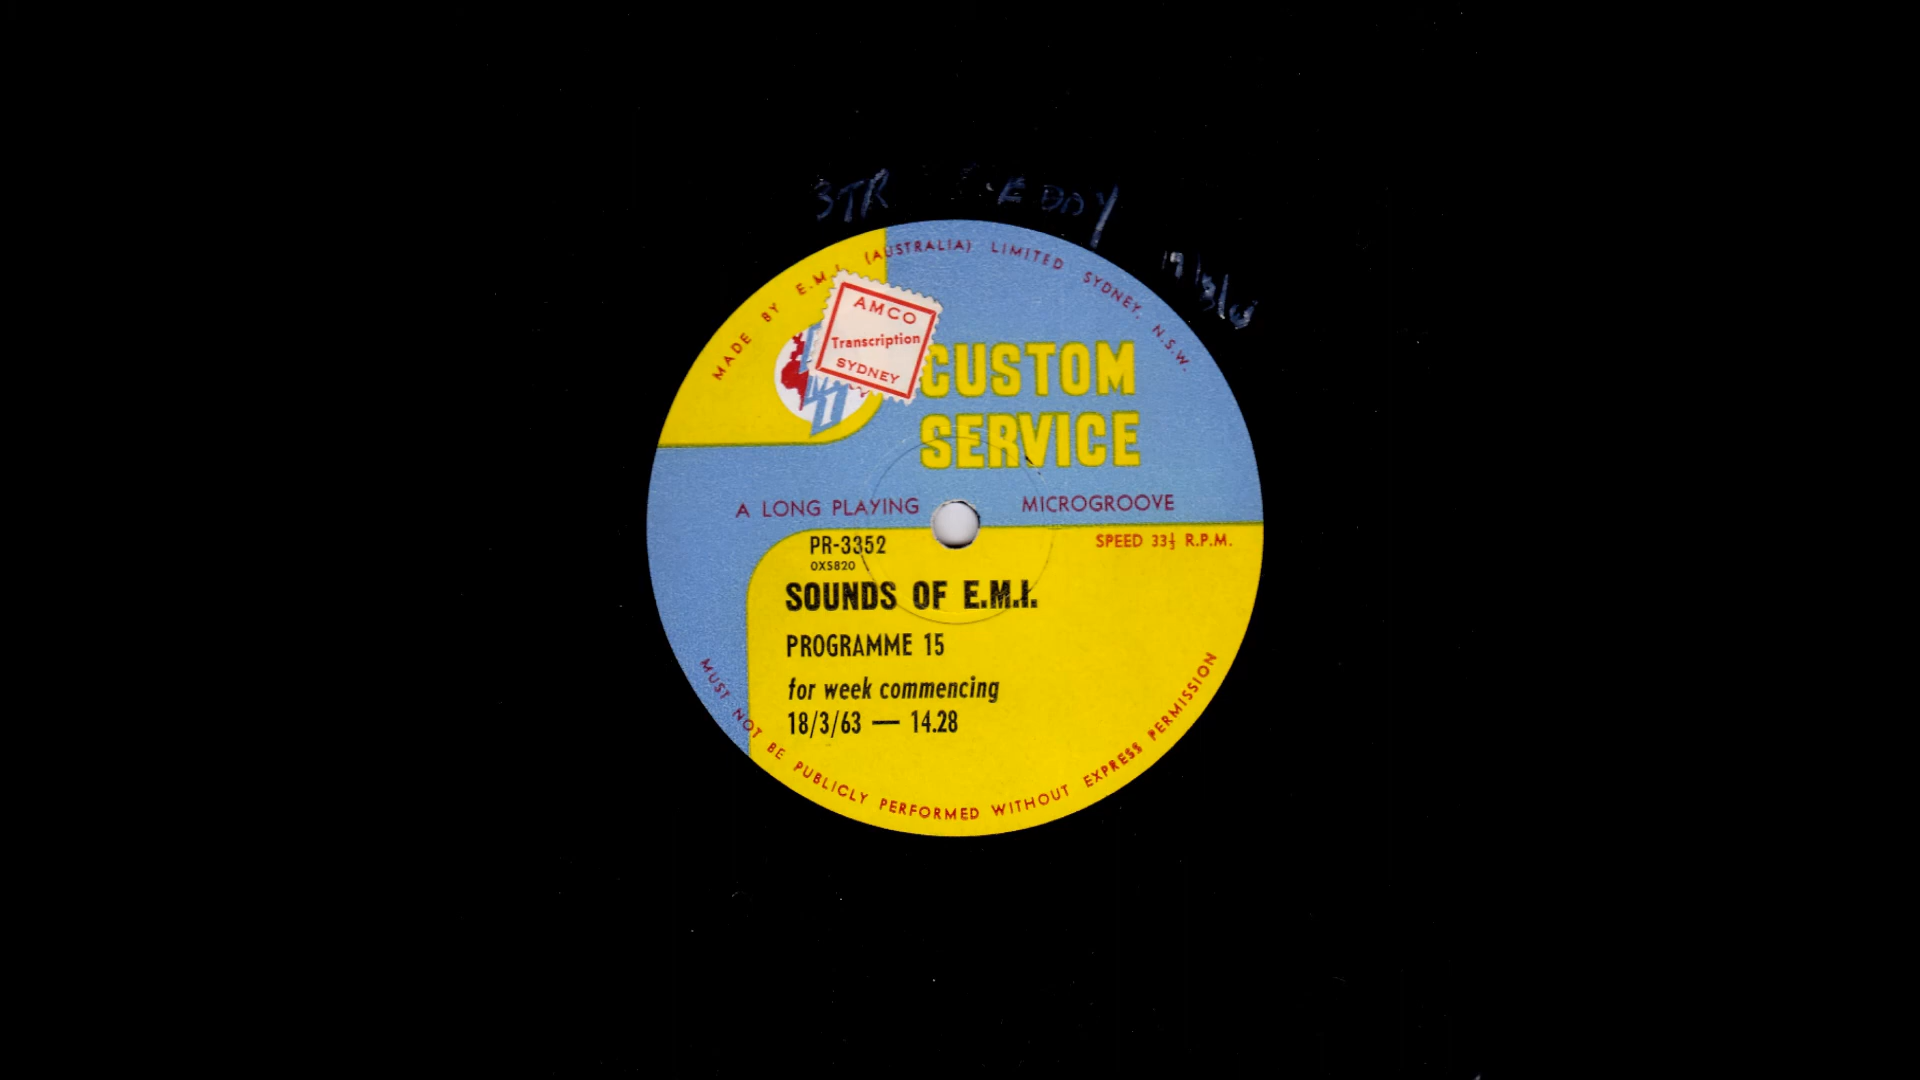 3TR
MADE BY E.M.I. (AUSTRALIA) LIMITED SYDNEY, N.S.W.
AMCO
Transcription
SYDNEY
CUSTOM
SERVICE
A LONG PLAYING MICROGROOVE
PR-3352
SPEED 33⅓ R.P.M.
OXS820
SOUNDS OF E.M.I.
PROGRAMME 15
for week commencing
18/3/63 — 14.28
MUST NOT BE PUBLICLY PERFORMED WITHOUT EXPRESS PERMISSION